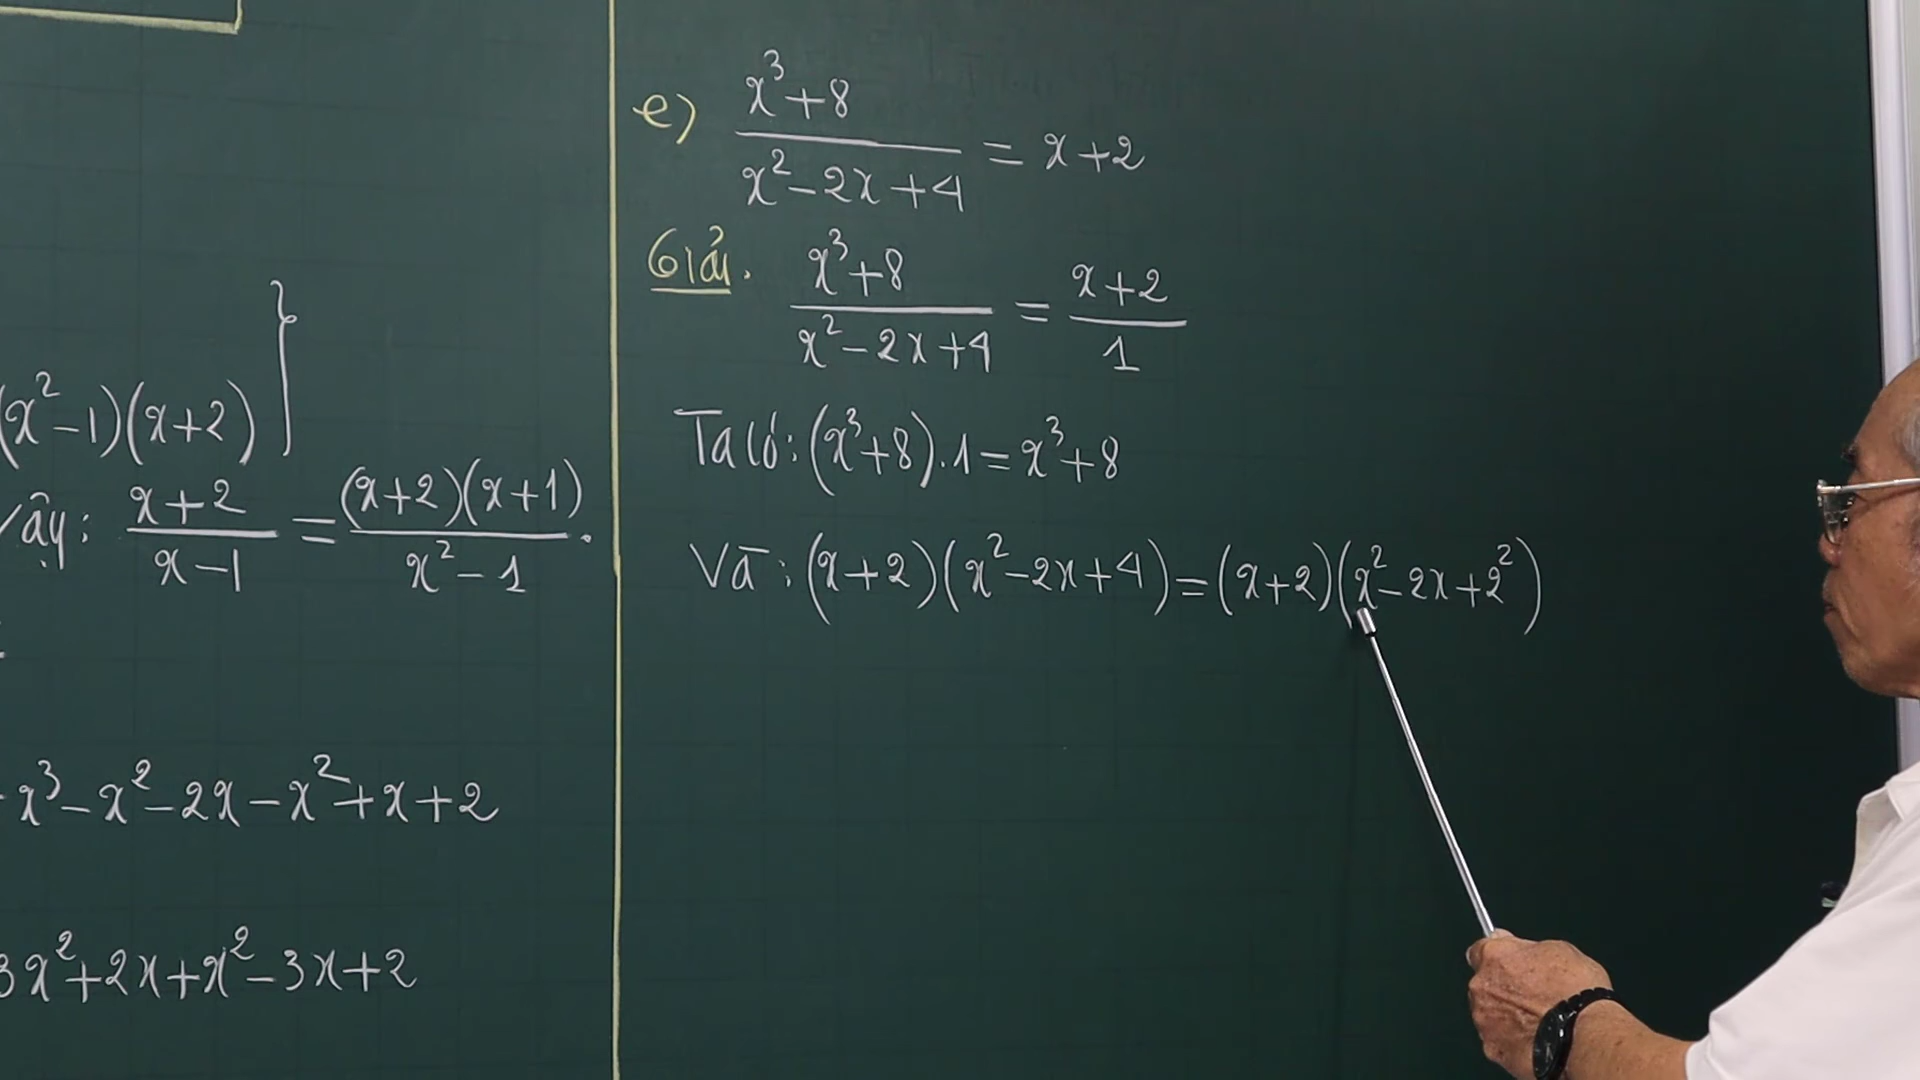 (x²-1)(x+2) }
Vậy: (x+2)/(x-1) = ((x+2)(x+1))/(x²-1).
x³-x²-2x-x²+x+2
3x²+2x+x²-3x+2
e) (x³+8)/(x²-2x+4) = x+2
Giải. (x³+8)/(x²-2x+4) = (x+2)/1
Ta có: (x³+8).1=x³+8
Và: (x+2)(x²-2x+4)=(x+2)(x²-2x+2²)